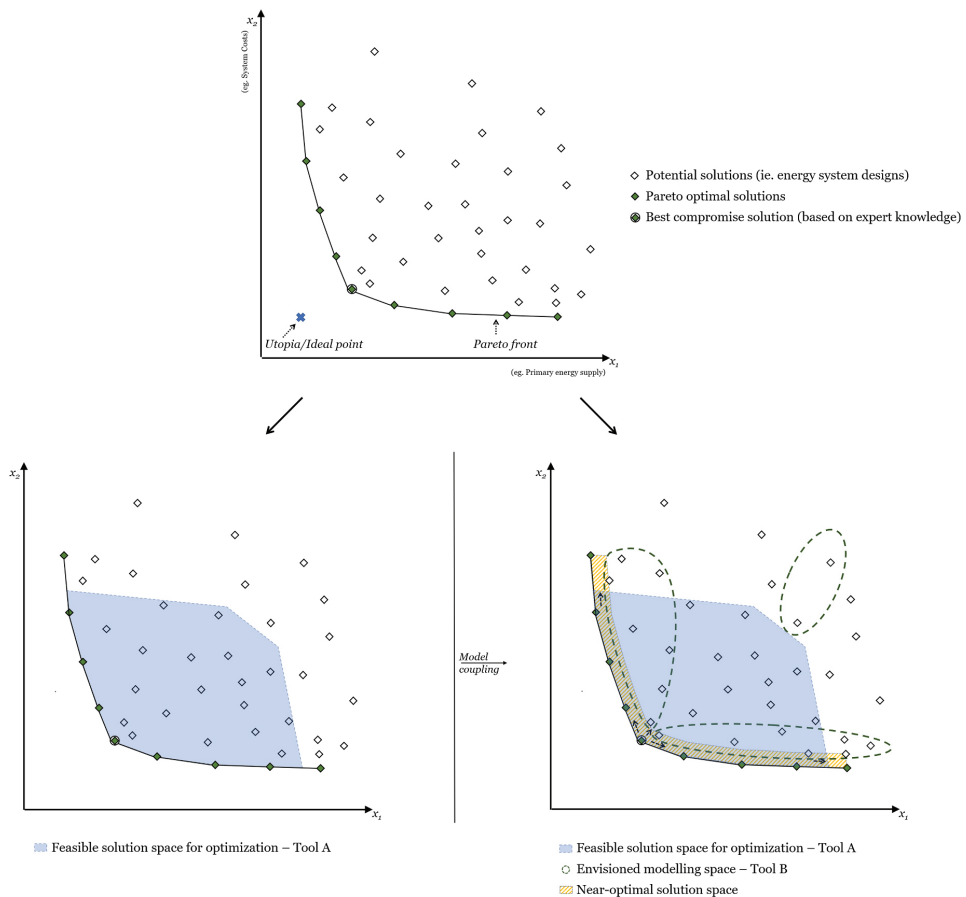 x2
(eg. System Costs)
Potential solutions (ie. energy system designs)
Pareto optimal solutions
Best compromise solution (based on expert knowledge)
Utopia/Ideal point
Pareto front
x1
(eg. Primary energy supply)
x2
x1
Feasible solution space for optimization – Tool A
Model
coupling
x2
x1
Feasible solution space for optimization – Tool A
Envisioned modelling space – Tool B
Near-optimal solution space